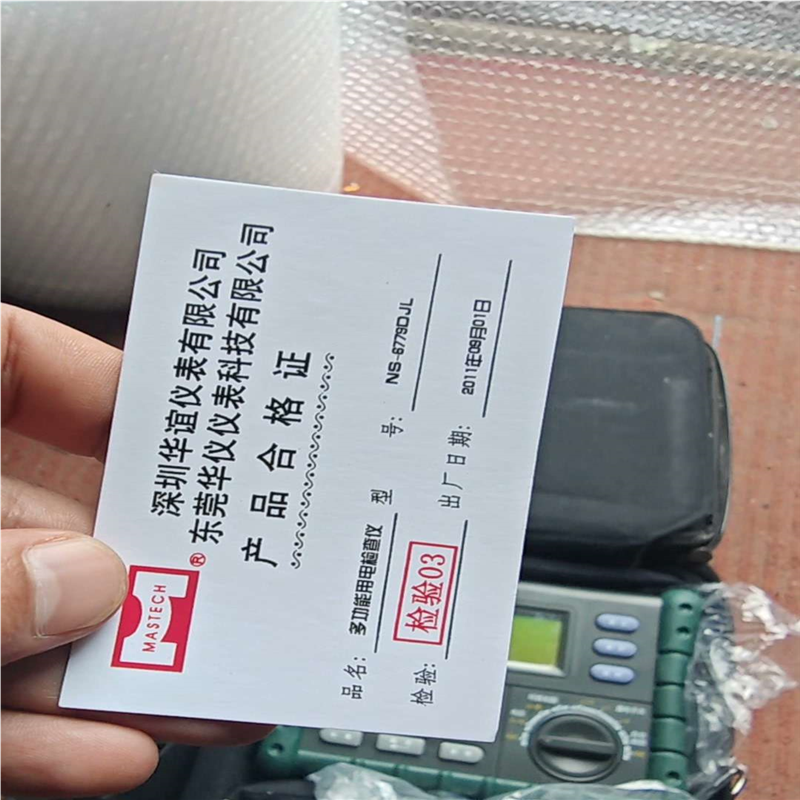 MASTECH®
深圳华谊仪表有限公司
东莞华仪仪表科技有限公司
产品合格证
品名: 多功能用电检查仪 型号: NS-6779DJL
检验: 检验03 出厂日期: 2011年09月01日